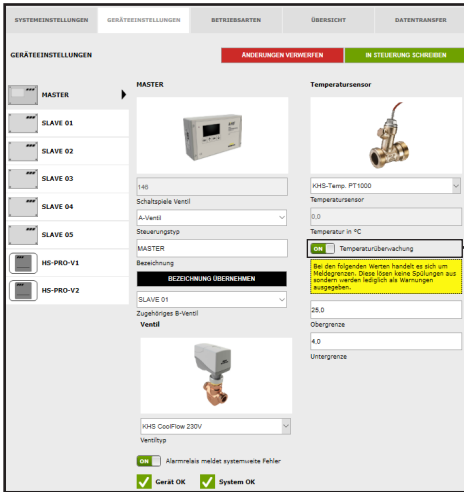 SYSTEMEINSTELLUNGEN
GERÄTEEINSTELLUNGEN
BETRIEBSARTEN
ÜBERSICHT
DATENTRANSFER
GERÄTEEINSTELLUNGEN
ÄNDERUNGEN VERWERFEN
IN STEUERUNG SCHREIBEN
MASTER
SLAVE 01
SLAVE 02
SLAVE 03
SLAVE 04
SLAVE 05
HS-PRO-V1
HS-PRO-V2
MASTER
146
Schaltspiele Ventil
A-Ventil
Steuerungstyp
MASTER
Bezeichnung
BEZEICHNUNG ÜBERNEHMEN
SLAVE 01
Zugehöriges B-Ventil
Ventil
KHS CoolFlow 230V
Ventiltyp
ON Alarmrelais meldet systemweite Fehler
Gerät OK
System OK
Temperatursensor
KHS-Temp. PT1000
Temperatursensor
0,0
Temperatur in °C
ON Temperaturüberwachung
Bei den folgenden Werten handelt es sich um
Meldegrenzen. Diese lösen keine Spülungen aus
sondern werden lediglich als Warnungen
ausgegeben.
25,0
Obergrenze
4,0
Untergrenze